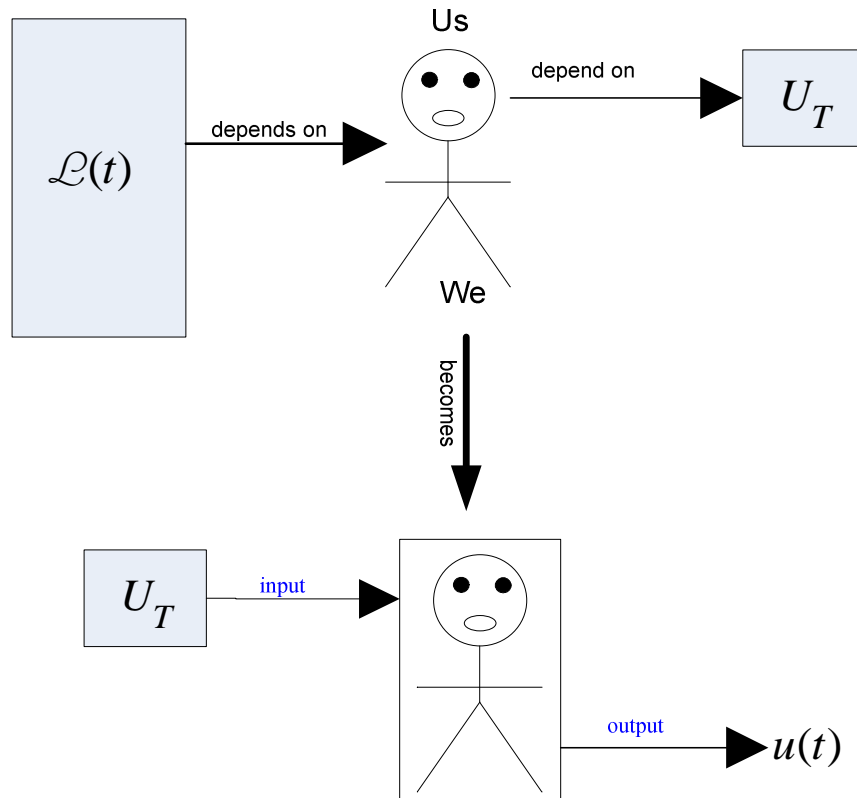 Us
depend on
U_T
depends on
ℒ(t)
We
becomes
U_T
input
output
u(t)